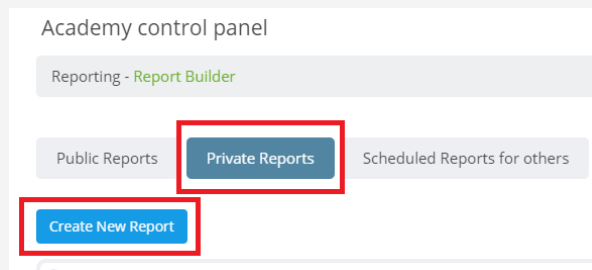 Academy control panel
Reporting - Report Builder
Public Reports Private Reports Scheduled Reports for others
Create New Report